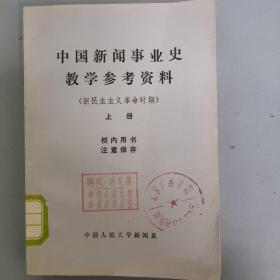 中国新闻事业史
教学参考资料
(新民主主义革命时期)
上册
校内用书
注意保存
中国人民大学新闻系